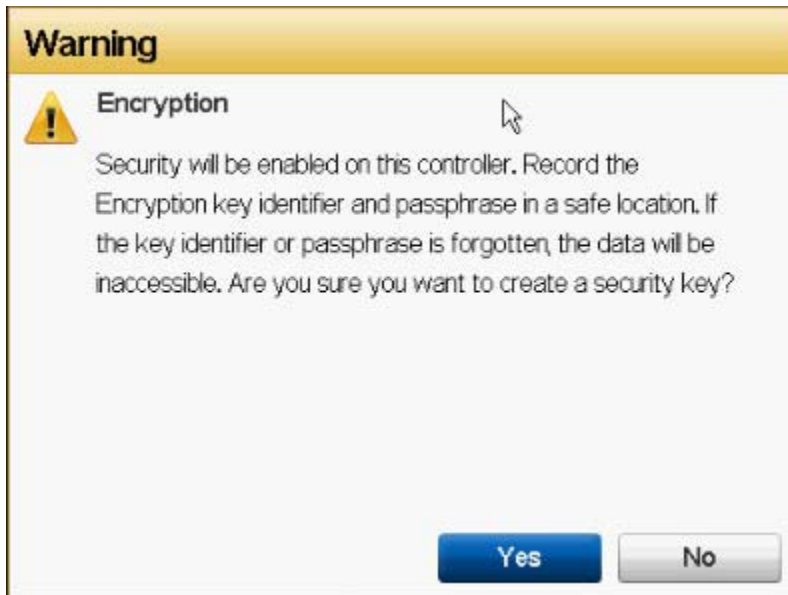 Warning
Encryption
Security will be enabled on this controller. Record the
Encryption key identifier and passphrase in a safe location. If
the key identifier or passphrase is forgotten, the data will be
inaccessible. Are you sure you want to create a security key?
Yes No